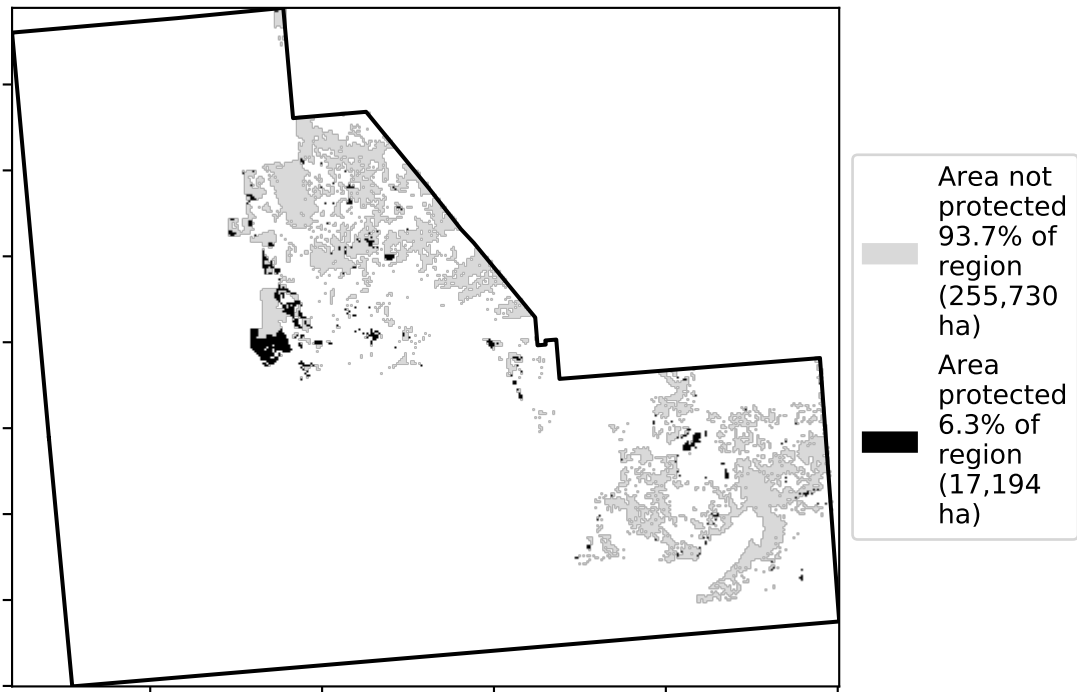 Area not
protected
93.7% of
region
(255,730
ha)
Area
protected
6.3% of
region
(17,194
ha)